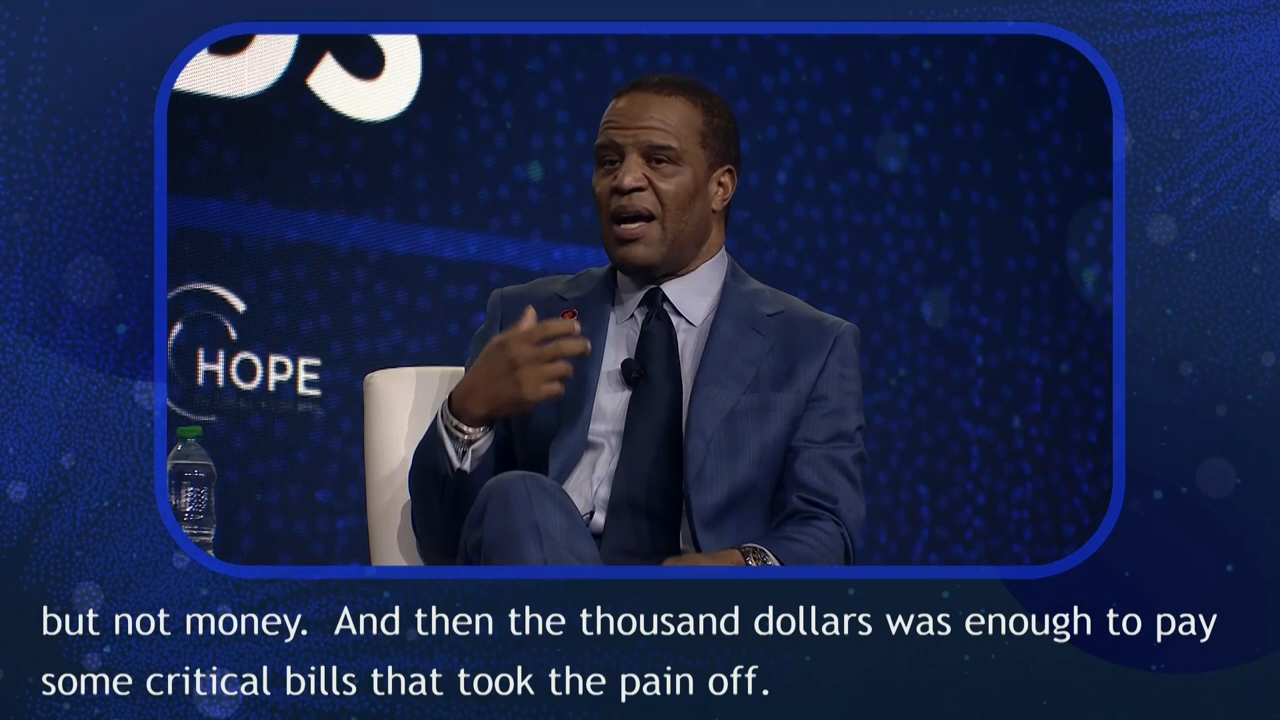 HOPE
but not money.  And then the thousand dollars was enough to pay
some critical bills that took the pain off.